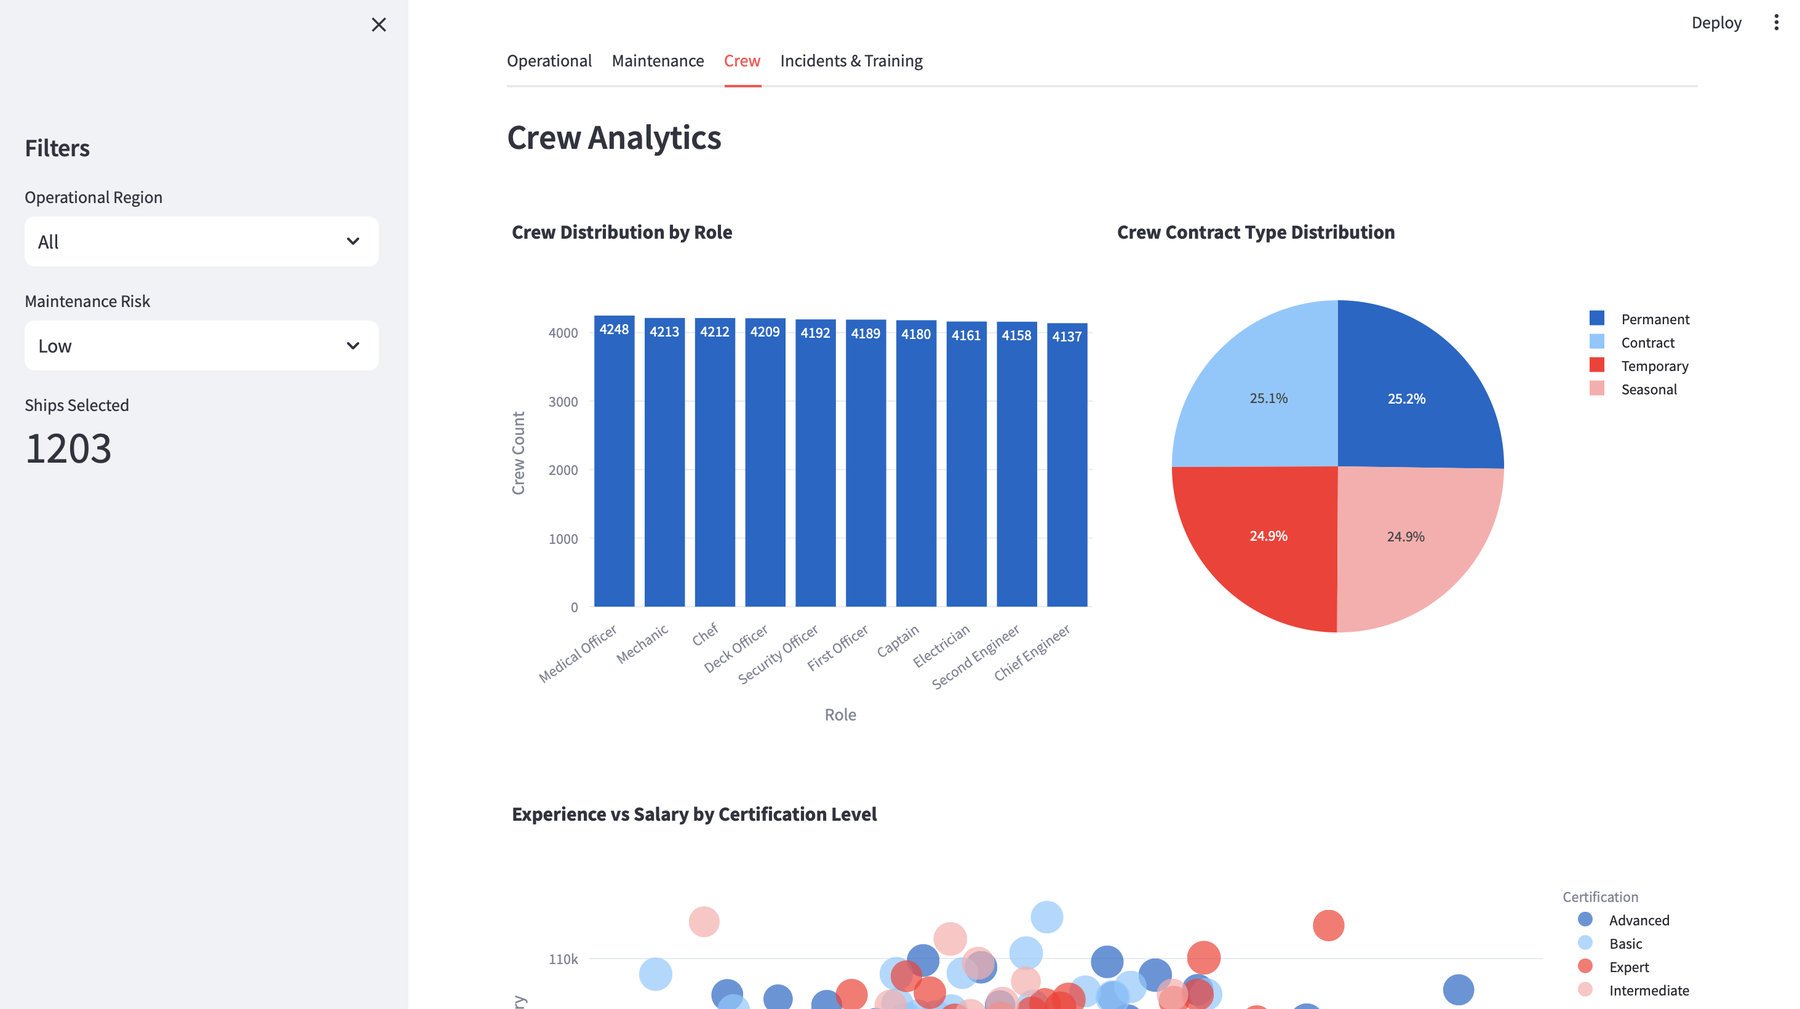 Deploy
Operational
Maintenance
Crew
Incidents & Training
Filters
Operational Region
All
Maintenance Risk
Low
Ships Selected
1203
Crew Analytics
Crew Distribution by Role
4000
3000
2000
1000
0
Crew Count
4248
4213
4212
4209
4192
4189
4180
4161
4158
4137
Medical Officer
Mechanic
Chef
Deck Officer
Security Officer
First Officer
Captain
Electrician
Second Engineer
Chief Engineer
Role
Crew Contract Type Distribution
25.1%
25.2%
24.9%
24.9%
Permanent
Contract
Temporary
Seasonal
Experience vs Salary by Certification Level
110k
Certification
Advanced
Basic
Expert
Intermediate